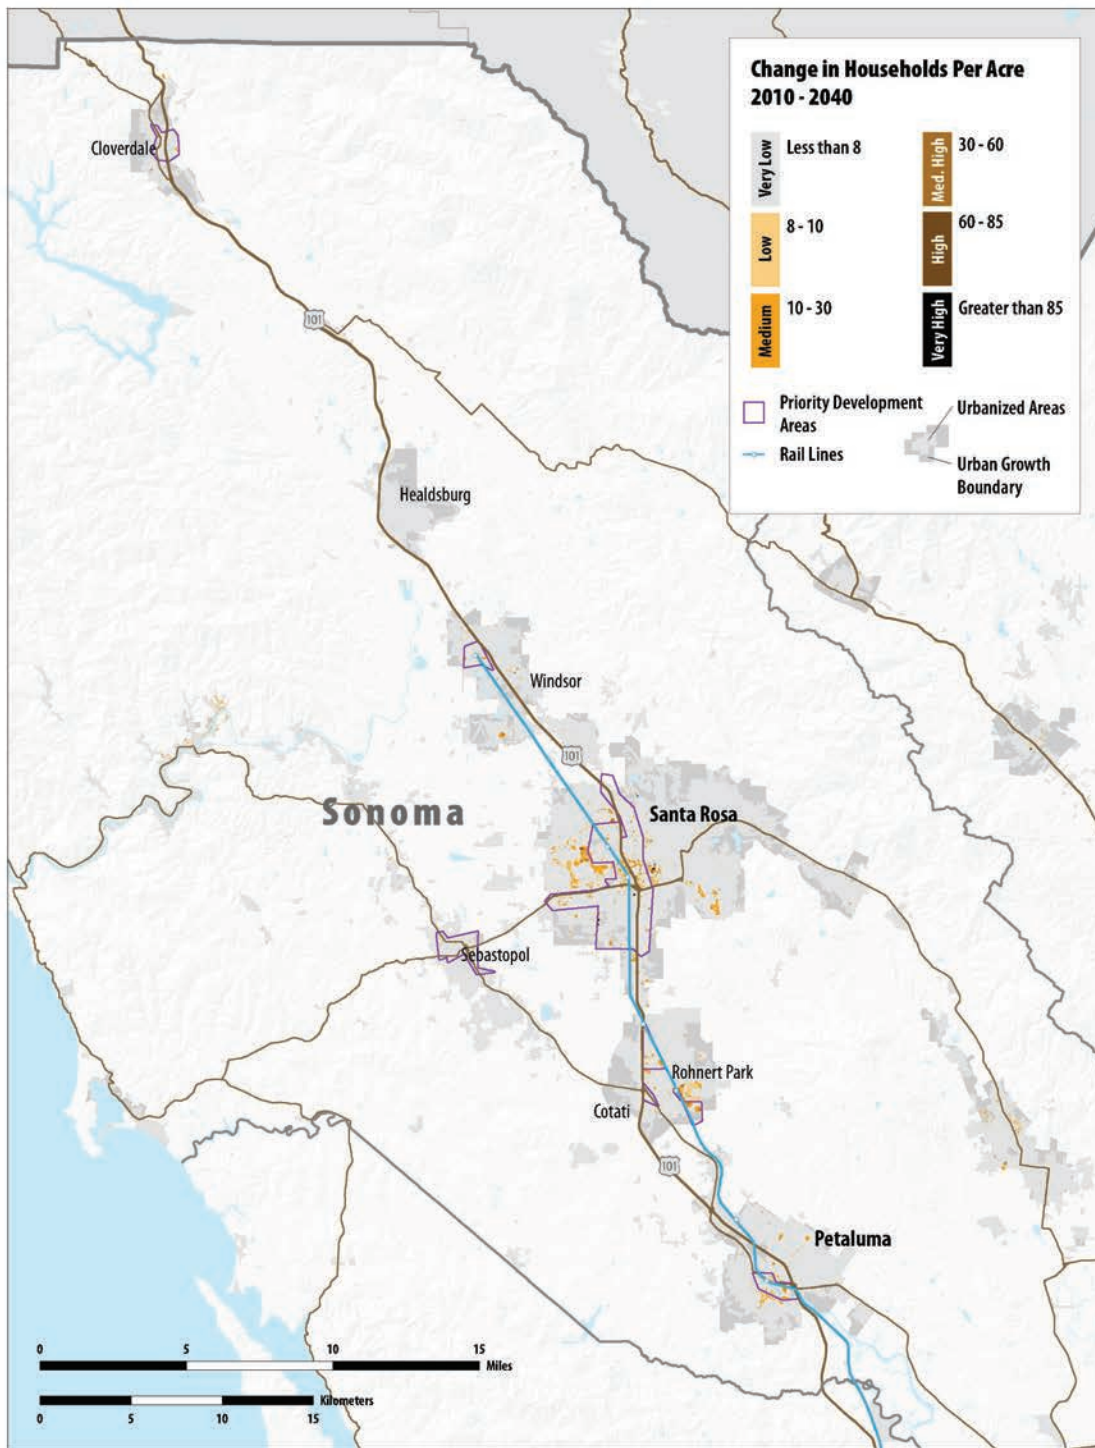 Change in Households Per Acre
2010 - 2040
Very Low
Less than 8
Low
8 - 10
Medium
10 - 30
Med. High
30 - 60
High
60 - 85
Very High
Greater than 85
Priority Development
Areas
Rail Lines
Urbanized Areas
Urban Growth
Boundary
Cloverdale
101
Healdsburg
Windsor
101
Sonoma
Santa Rosa
Sebastopol
Rohnert Park
Cotati
101
Petaluma
0 5 10 15
Miles
Kilometers
0 5 10 15